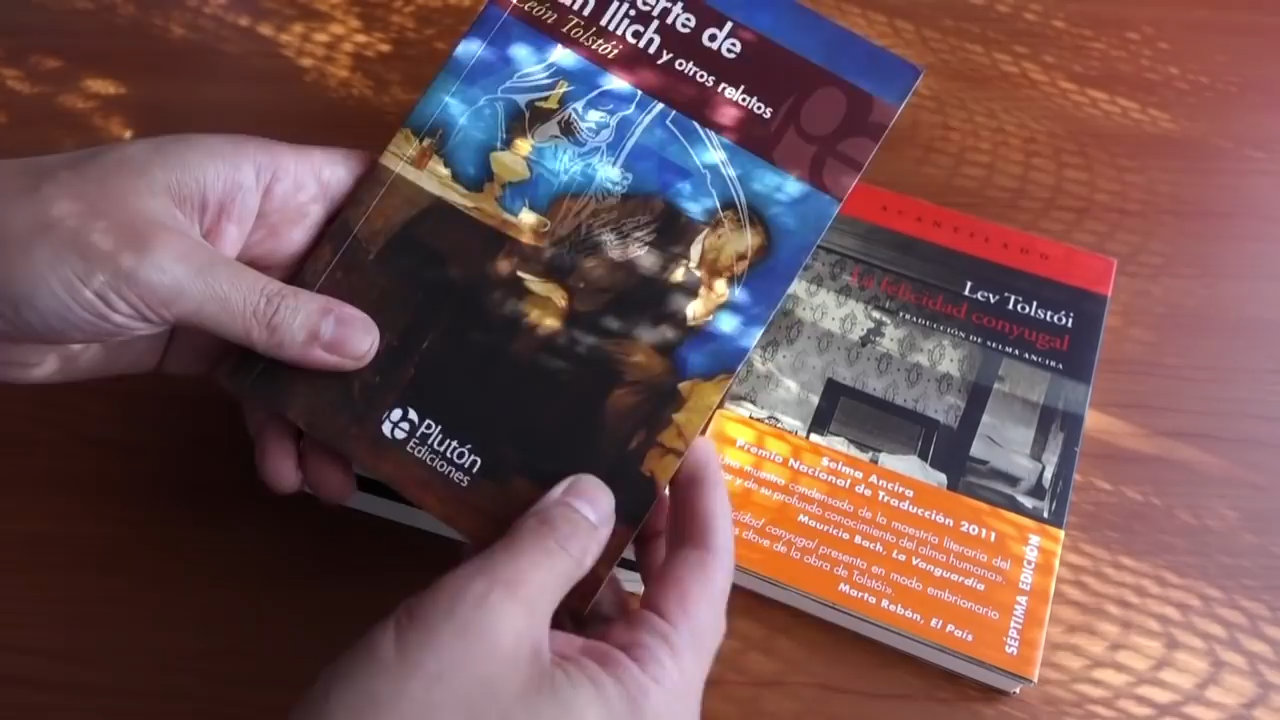 erte de
n Ilich y otros relatos
León Tolstói
Plutón
Ediciones
ACANTILADO
Lev Tolstói
La felicidad conyugal
TRADUCCIÓN DE SELMA ANCIRA
Selma Ancira
Premio Nacional de Traducción 2011
Una muestra condensada de la maestría literaria del
y de su profundo conocimiento del alma humana».
Mauricio Bach, La Vanguardia
cidad conyugal presenta en modo embrionario
s clave de la obra de Tolstói».
Marta Rebón, El País
SÉPTIMA EDICIÓN